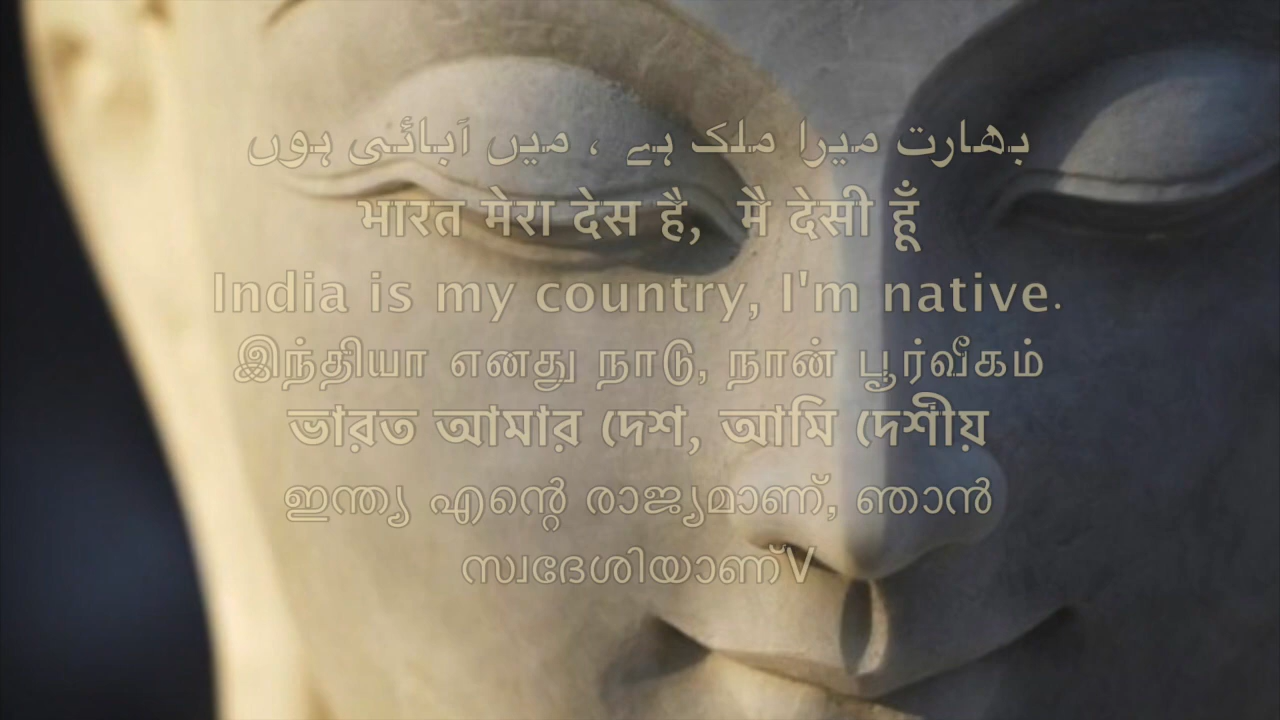 بھارت میرا ملک ہے ، میں آبائی ہوں
भारत मेरा देस है, मै देसी हूँ
India is my country, I'm native.
இந்தியா எனது நாடு, நான் பூர்வீகம்
ভারত আমার দেশ, আমি দেশীয়
ഇന്ത്യ എന്റെ രാജ്യമാണ്, ഞാൻ
സ്വദേശിയാണ്V